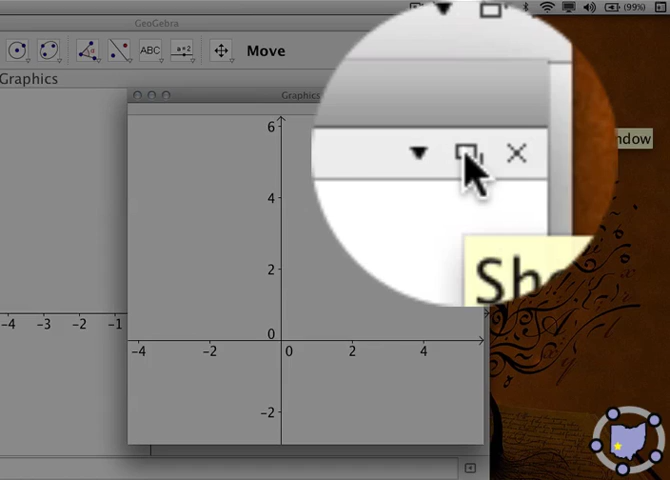 (99%)
GeoGebra
ABC
a=2
Move
Graphics
Graphics
ndow
6
4
2
0
-2
-4
-2
0
2
4
-4
-3
-2
-1
Sh